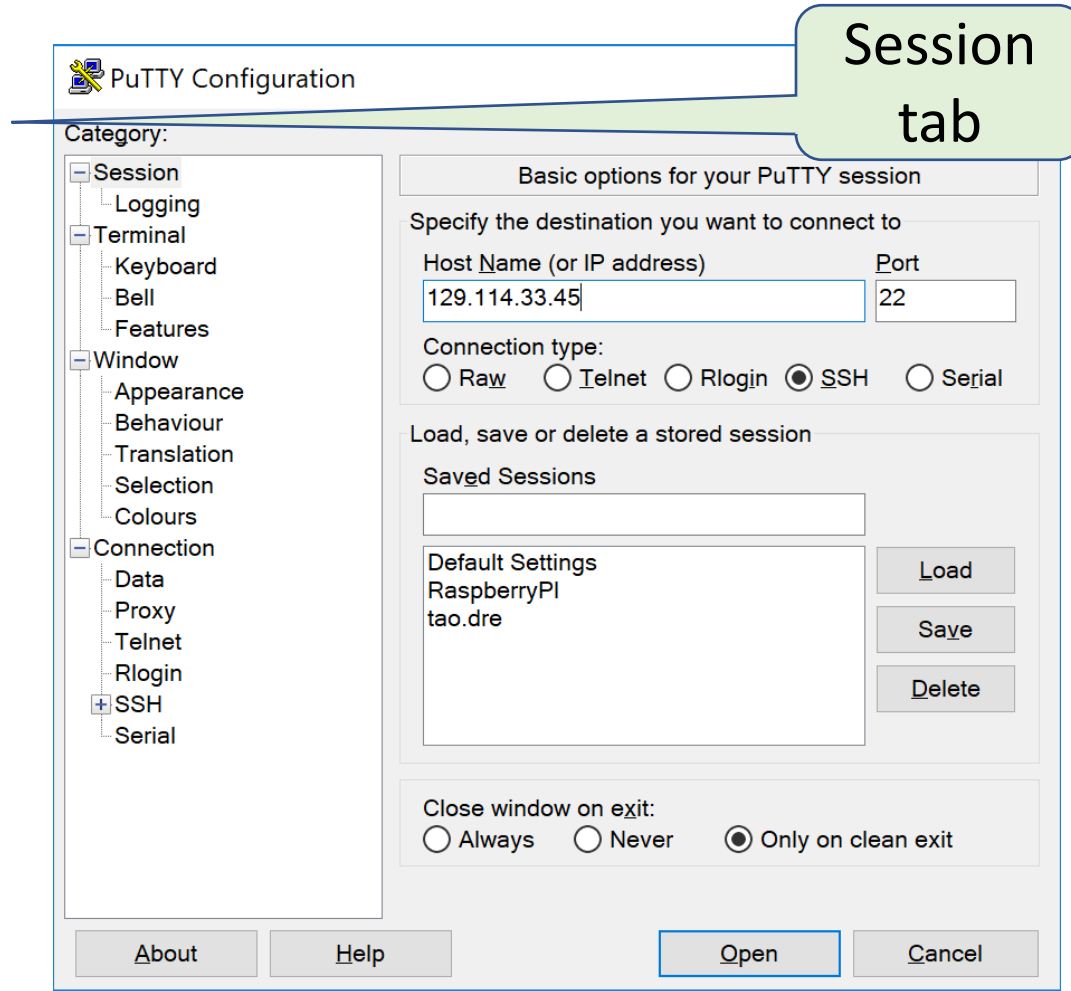 Session
tab
PuTTY Configuration
Category:
Session
Logging
Terminal
Keyboard
Bell
Features
Window
Appearance
Behaviour
Translation
Selection
Colours
Connection
Data
Proxy
Telnet
Rlogin
SSH
Serial
Basic options for your PuTTY session
Specify the destination you want to connect to
Host Name (or IP address) Port
129.114.33.45 22
Connection type:
Raw Telnet Rlogin SSH Serial
Load, save or delete a stored session
Saved Sessions
Default Settings
RaspberryPI
tao.dre
Load
Save
Delete
Close window on exit:
Always Never Only on clean exit
About Help Open Cancel